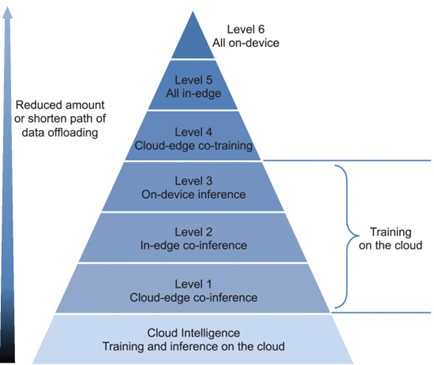 Level 6
All on-device
Level 5
All in-edge
Reduced amount
or shorten path of
data offloading
Level 4
Cloud-edge co-training
Level 3
On-device inference
Level 2
In-edge co-inference
Training
on the cloud
Level 1
Cloud-edge co-inference
Cloud Intelligence
Training and inference on the cloud